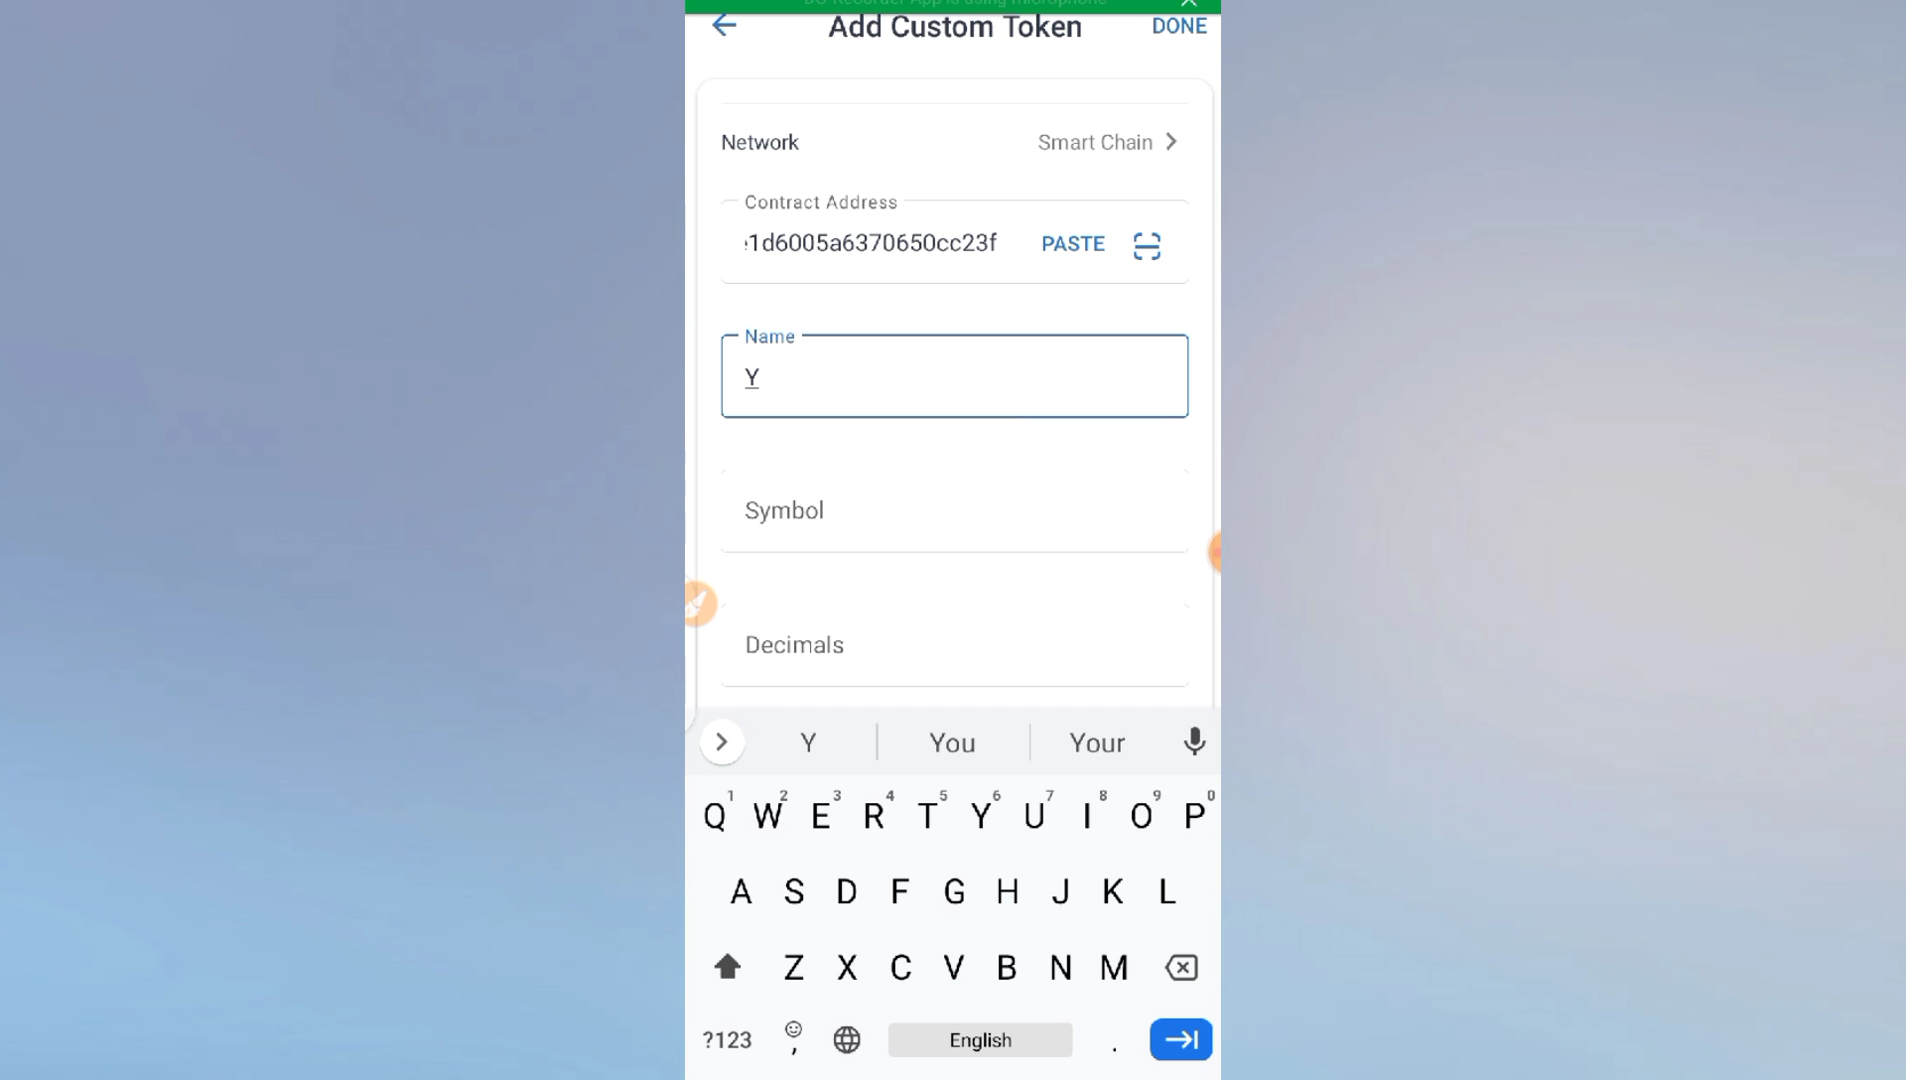 Add Custom Token
DONE
Network
Smart Chain
Contract Address
1d6005a6370650cc23f
PASTE
Name
Y
Symbol
Decimals
Y You Your
1 2 3 4 5 6 7 8 9 0
Q W E R T Y U I O P
A S D F G H J K L
Z X C V B N M
?123 , English .